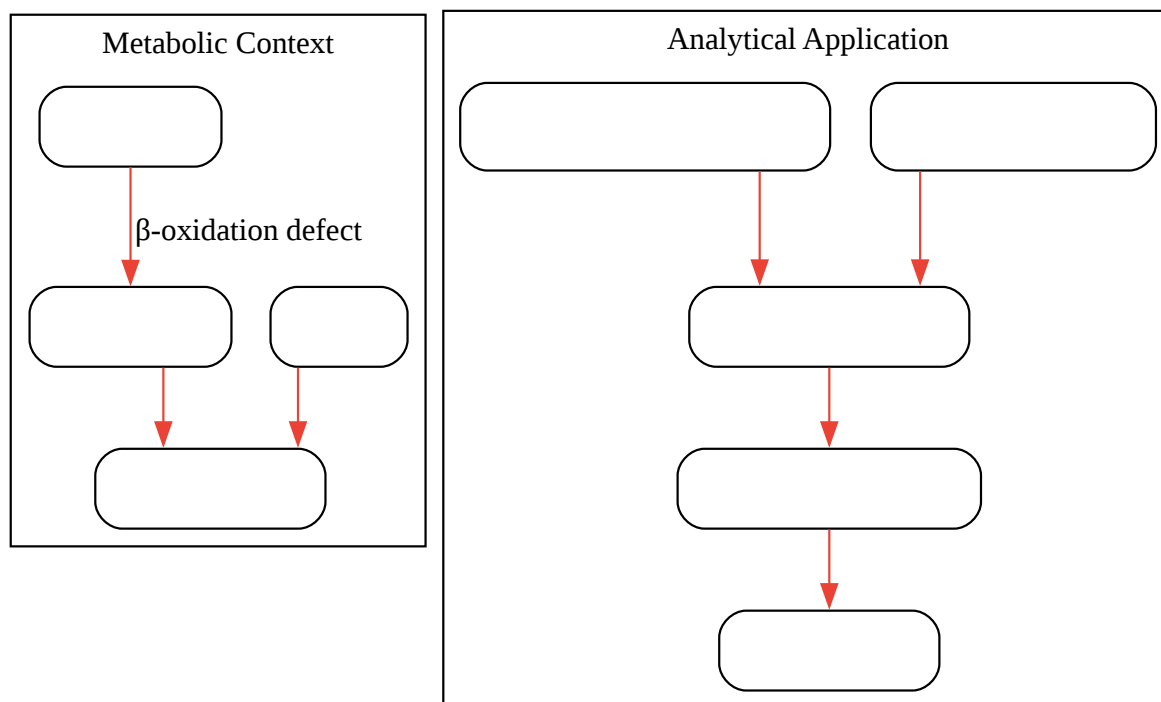 Metabolic Context
Analytical Application
β-oxidation defect